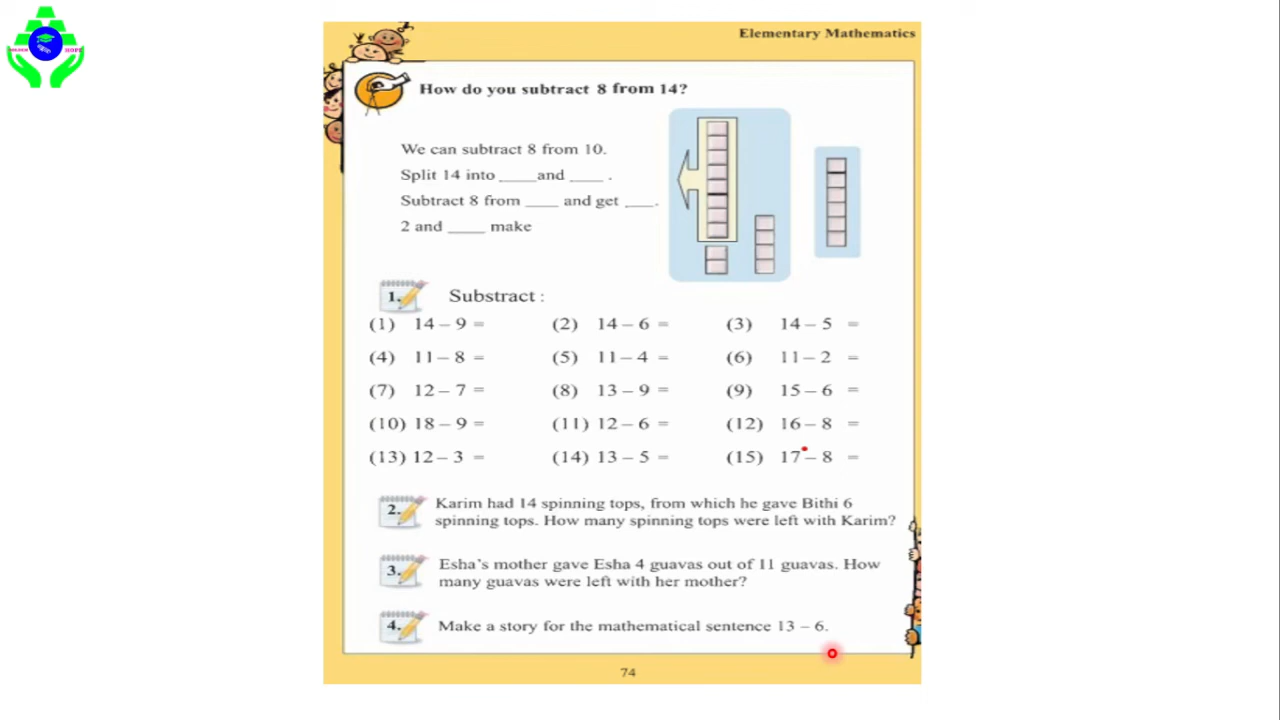 Elementary Mathematics
How do you subtract 8 from 14?
We can subtract 8 from 10.
Split 14 into ____and ____ .
Subtract 8 from ____ and get ____.
2 and ____ make
1. Substract :
(1) 14 – 9 = (2) 14 – 6 = (3) 14 – 5 =
(4) 11 – 8 = (5) 11 – 4 = (6) 11 – 2 =
(7) 12 – 7 = (8) 13 – 9 = (9) 15 – 6 =
(10) 18 – 9 = (11) 12 – 6 = (12) 16 – 8 =
(13) 12 – 3 = (14) 13 – 5 = (15) 17 – 8 =
2. Karim had 14 spinning tops, from which he gave Bithi 6
spinning tops. How many spinning tops were left with Karim?
3. Esha's mother gave Esha 4 guavas out of 11 guavas. How
many guavas were left with her mother?
4. Make a story for the mathematical sentence 13 – 6.
74